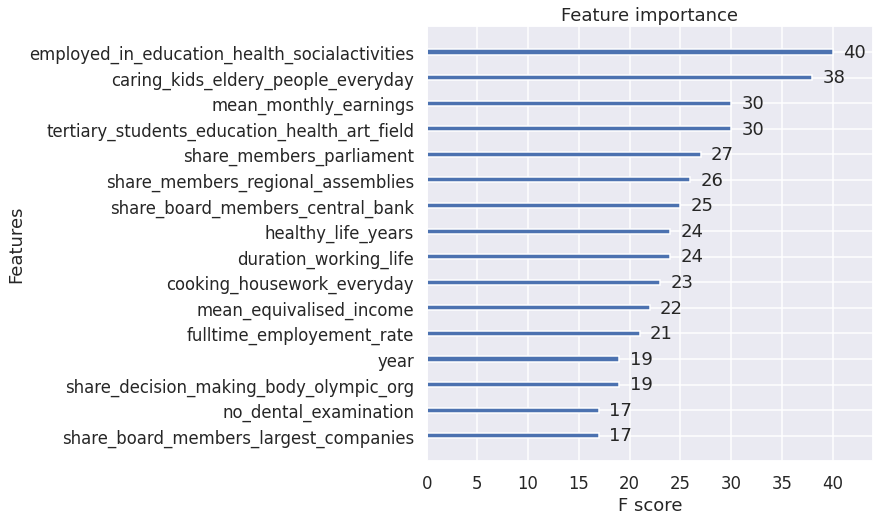 Feature importance
employed_in_education_health_socialactivities 40
caring_kids_eldery_people_everyday 38
mean_monthly_earnings 30
tertiary_students_education_health_art_field 30
share_members_parliament 27
share_members_regional_assemblies 26
share_board_members_central_bank 25
healthy_life_years 24
duration_working_life 24
cooking_housework_everyday 23
mean_equivalised_income 22
fulltime_employement_rate 21
year 19
share_decision_making_body_olympic_org 19
no_dental_examination 17
share_board_members_largest_companies 17
Features
0 5 10 15 20 25 30 35 40
F score